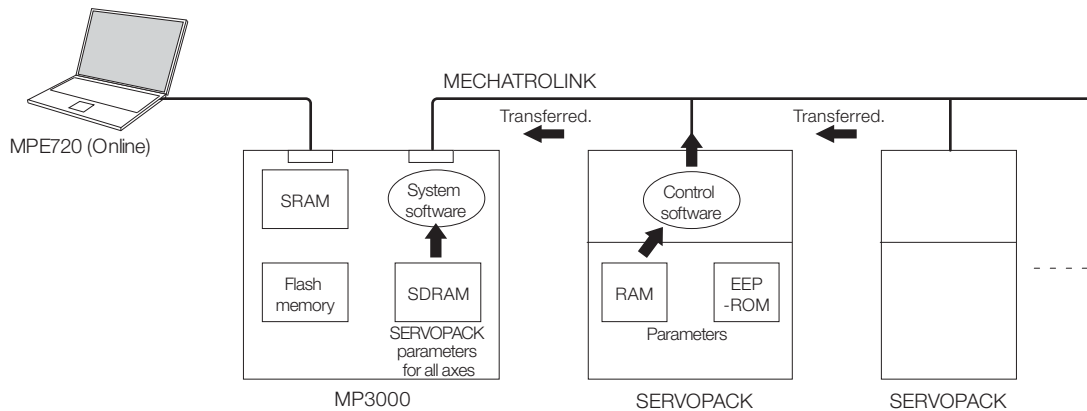 MECHATROLINK
Transferred.
Transferred.
MPE720 (Online)
SRAM
System
software
Control
software
Flash
memory
SDRAM
RAM
EEP
-ROM
SERVOPACK
parameters
for all axes
Parameters
MP3000
SERVOPACK
SERVOPACK